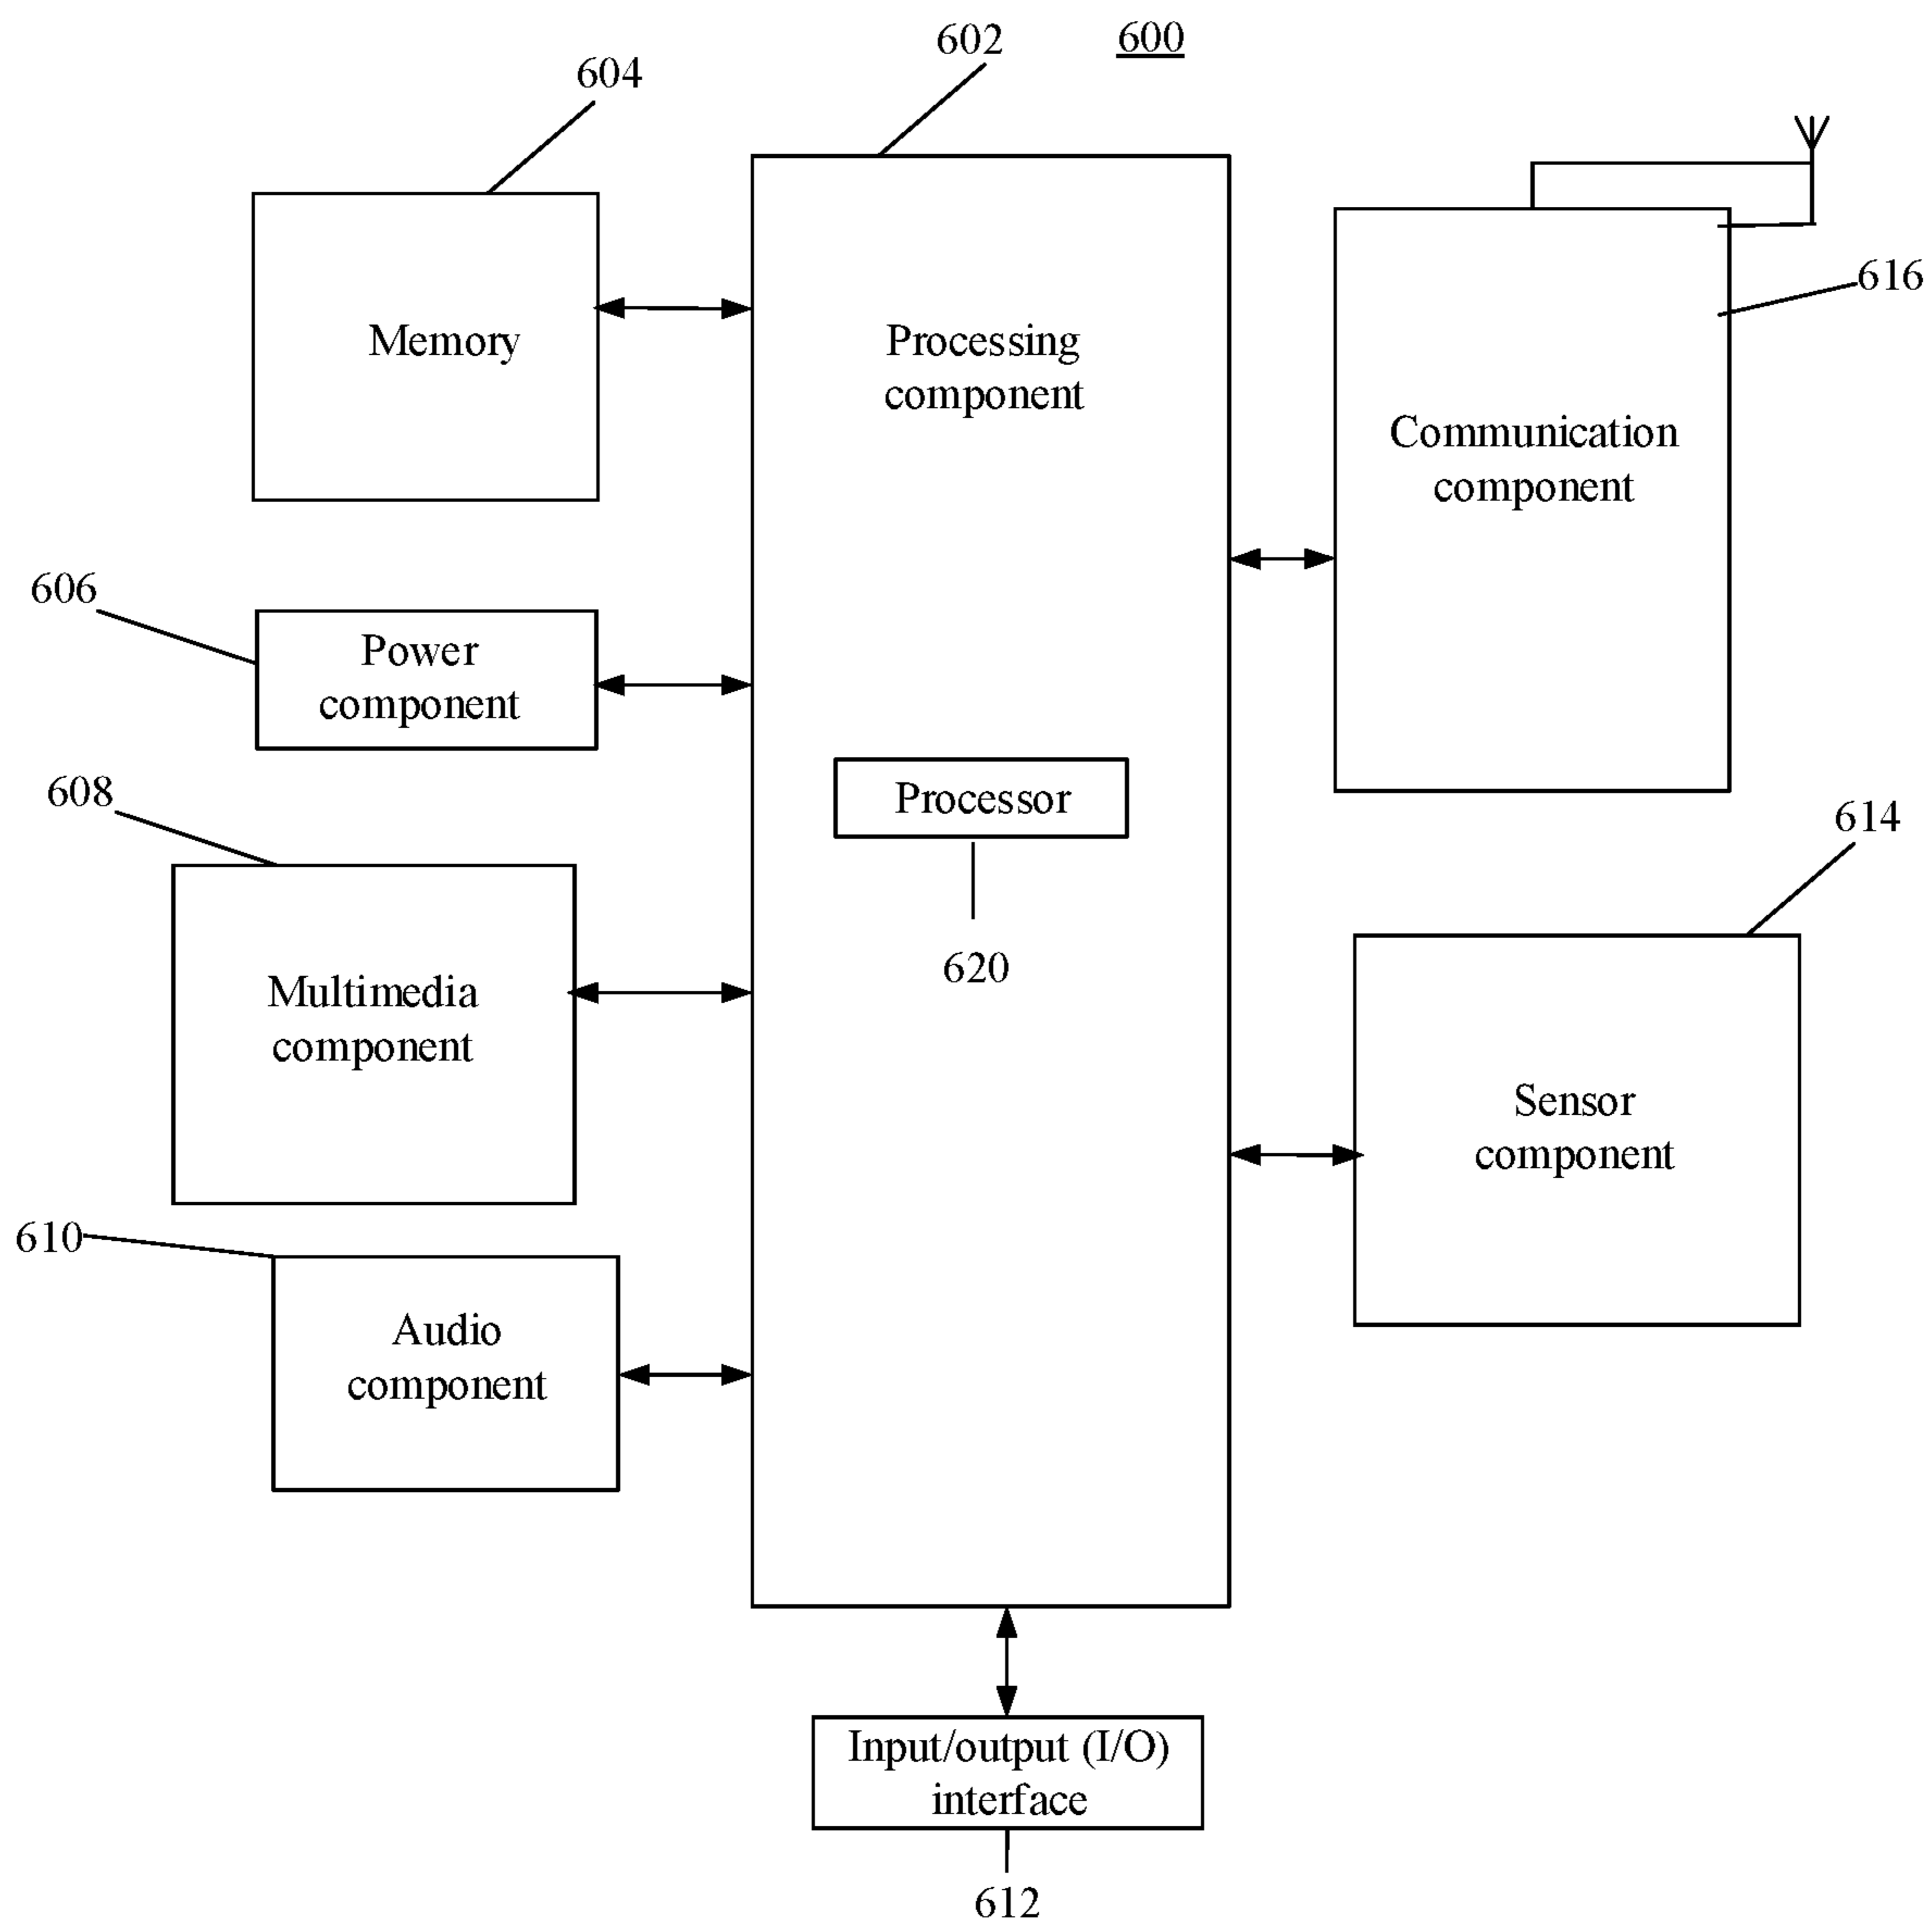 602
600
604
616
Memory
Processing
component
Communication
component
606
Power
component
608
Processor
614
620
Multimedia
component
Sensor
component
610
Audio
component
Input/output (I/O)
interface
612